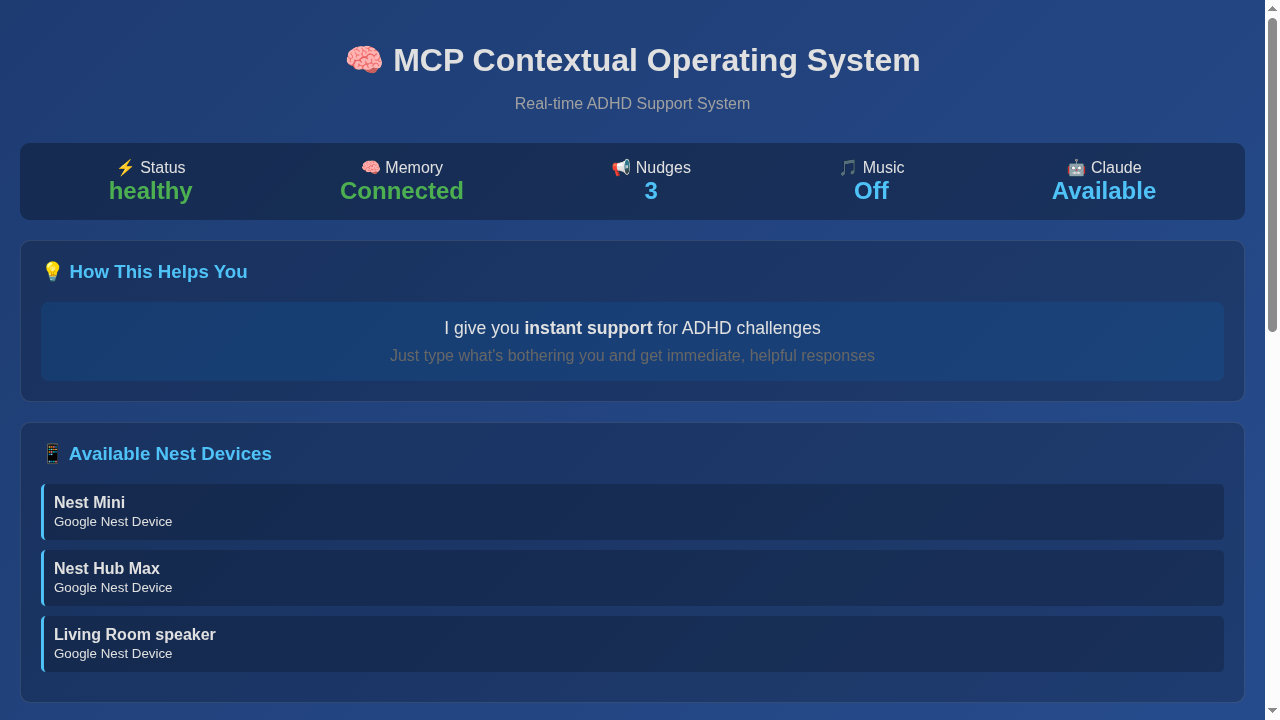 🧠 MCP Contextual Operating System
Real-time ADHD Support System
⚡ Status
healthy
🧠 Memory
Connected
📢 Nudges
3
🎵 Music
Off
🤖 Claude
Available
💡 How This Helps You
I give you instant support for ADHD challenges
Just type what's bothering you and get immediate, helpful responses
📱 Available Nest Devices
Nest Mini
Google Nest Device
Nest Hub Max
Google Nest Device
Living Room speaker
Google Nest Device